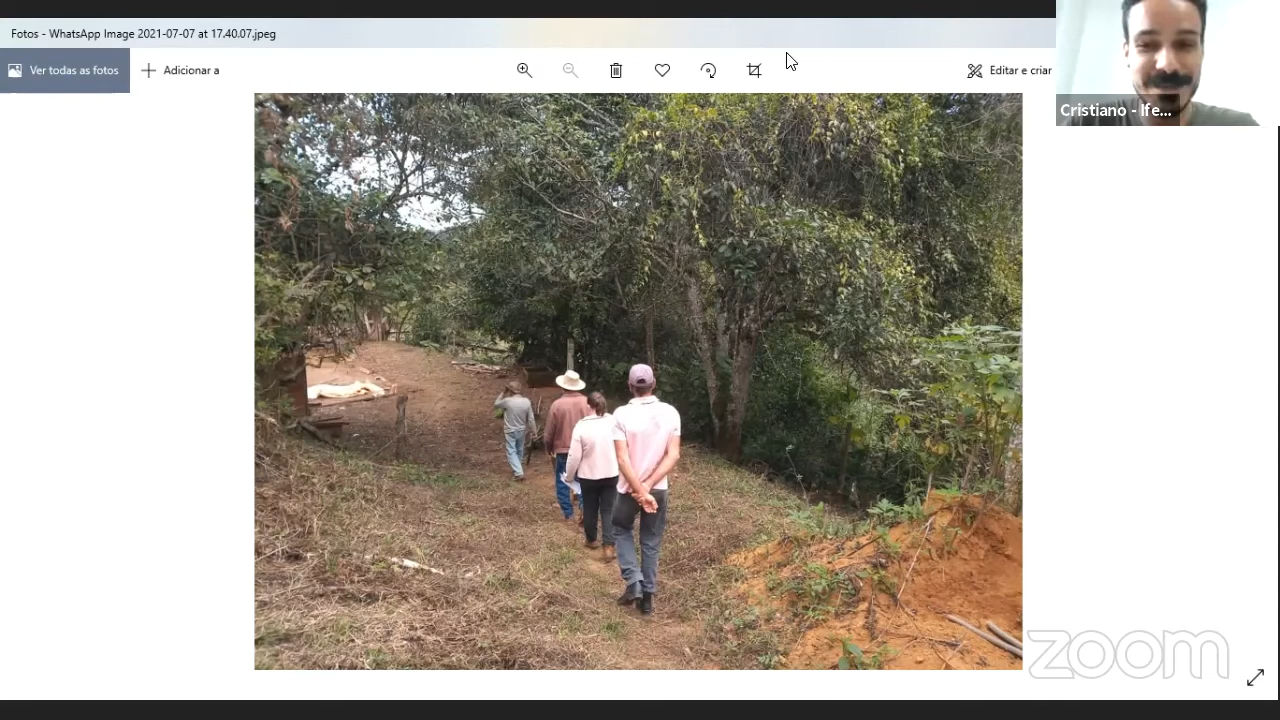 Fotos - WhatsApp Image 2021-07-07 at 17.40.07.jpeg
Ver todas as fotos
Adicionar a
Editar e criar
Cristiano - Ife...
zoom